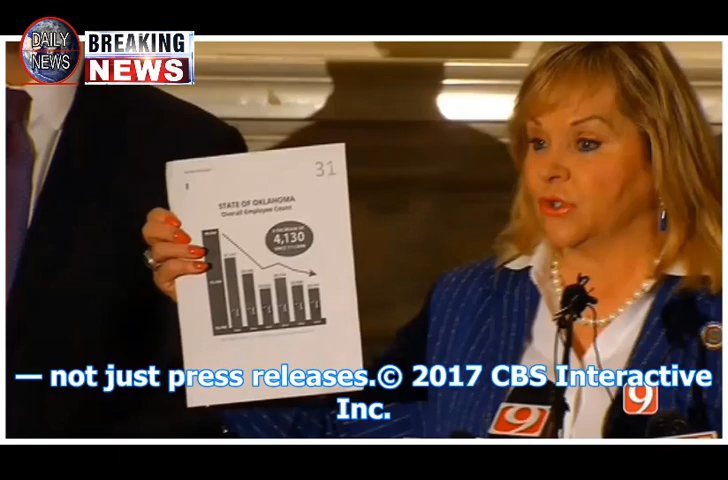 DAILY
NEWS
BREAKING
NEWS
31
STATE OF OKLAHOMA
Overall Employee Count
4,130
— not just press releases.© 2017 CBS Interactive
Inc.
9
9